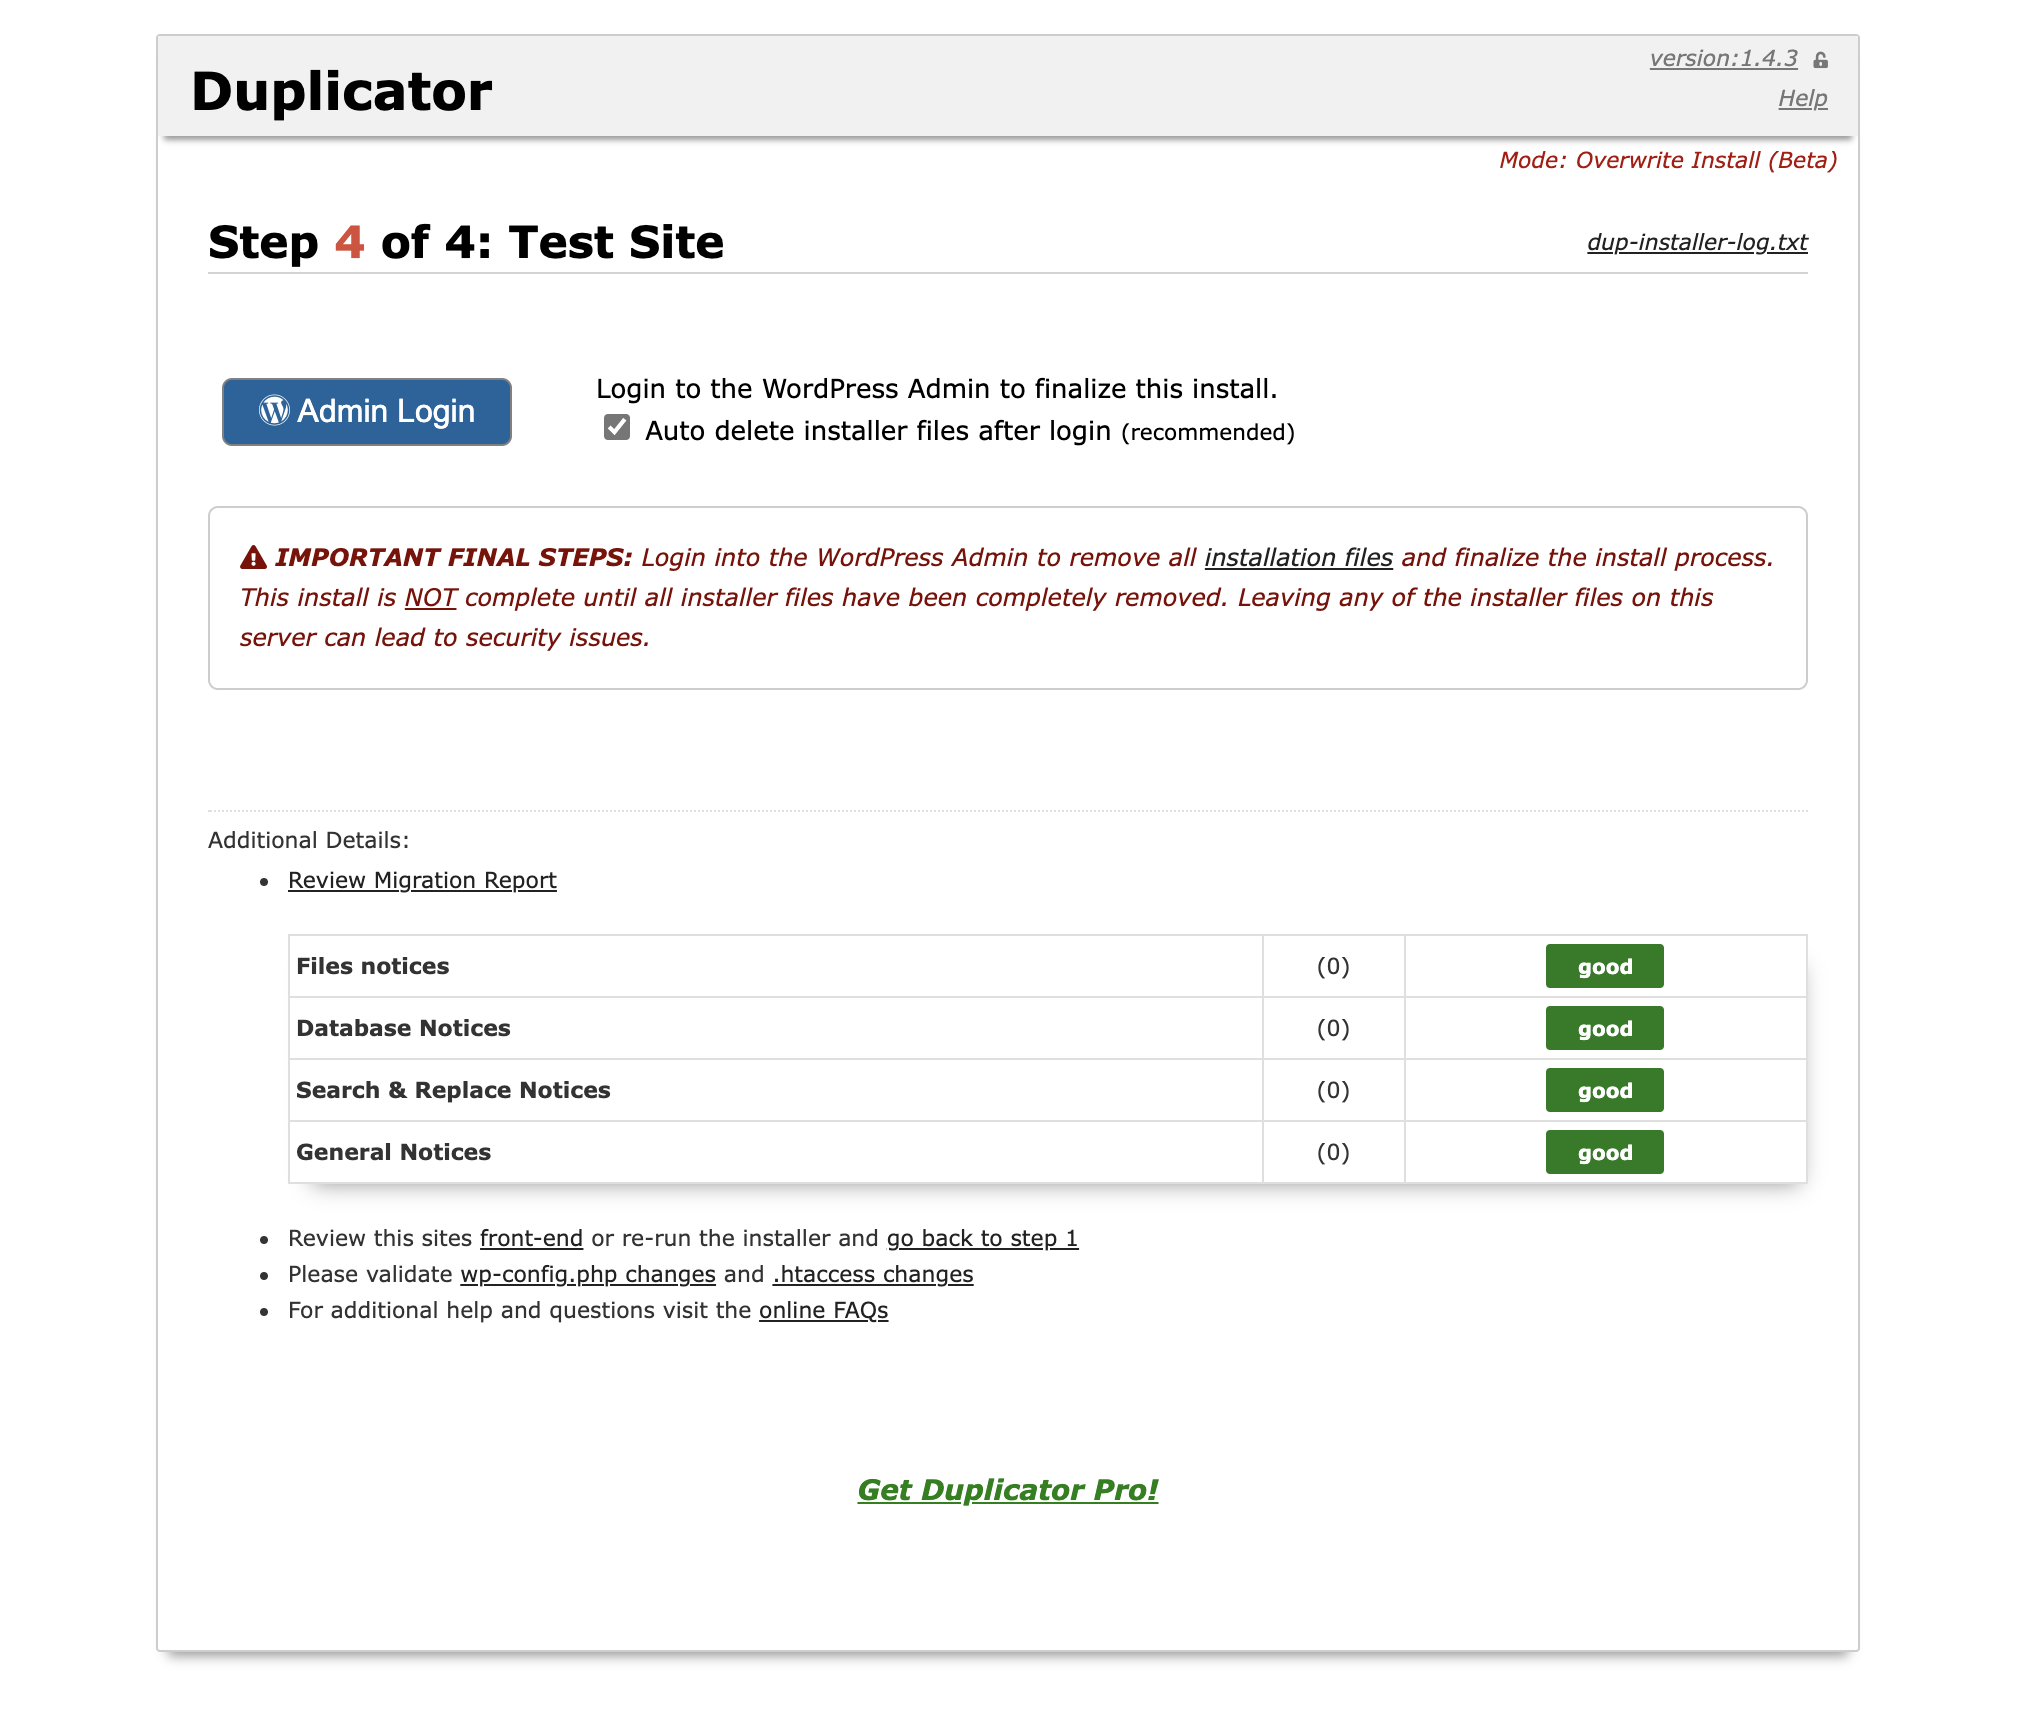 Duplicator
version:1.4.3
Help
Mode: Overwrite Install (Beta)
Step 4 of 4: Test Site
dup-installer-log.txt
Admin Login
Login to the WordPress Admin to finalize this install.
Auto delete installer files after login (recommended)
IMPORTANT FINAL STEPS: Login into the WordPress Admin to remove all installation files and finalize the install process.
This install is NOT complete until all installer files have been completely removed. Leaving any of the installer files on this
server can lead to security issues.
Additional Details:
• Review Migration Report
Files notices (0) good
Database Notices (0) good
Search & Replace Notices (0) good
General Notices (0) good
• Review this sites front-end or re-run the installer and go back to step 1
• Please validate wp-config.php changes and .htaccess changes
• For additional help and questions visit the online FAQs
Get Duplicator Pro!